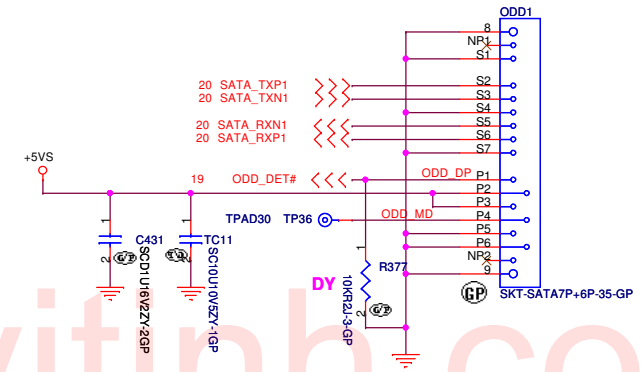 ODD1
8
NP1
S1
20 SATA_TXP1 S2
20 SATA_TXN1 S3
S4
20 SATA_RXN1 S5
20 SATA_RXP1 S6
S7
+5VS
19 ODD_DET# ODD_DP P1
P2
P3
TPAD30 TP36 ODD_MD P4
P5
P6
NP2
9
1
C431
2
SCD1U16V2ZY-2GP
1
TC11
2
SC10U10V5ZY-1GP
DY
1
R377
2
10KR2J-3-GP
GP
SKT-SATA7P+6P-35-GP
vitinh.co